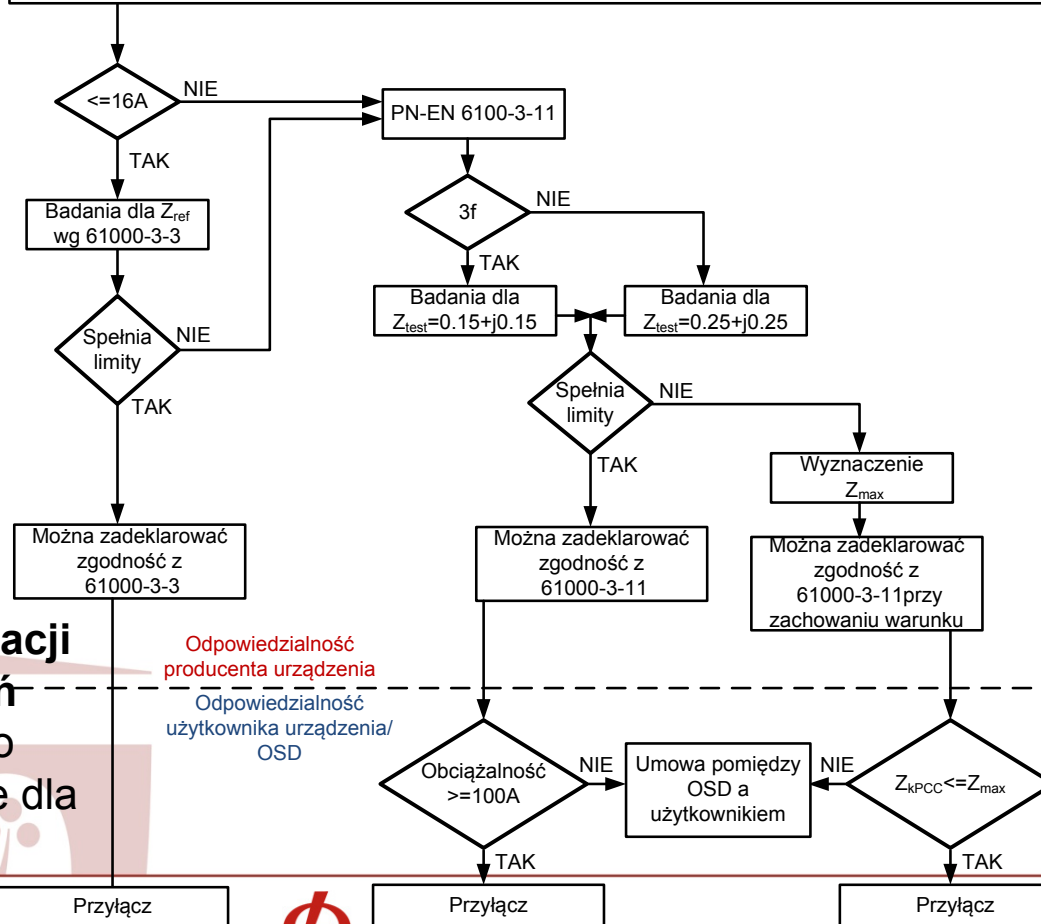 <=16A
NIE
PN-EN 6100-3-11
TAK
Badania dla Zref
wg 61000-3-3
3f
NIE
TAK
Badania dla
Ztest=0.15+j0.15
Badania dla
Ztest=0.25+j0.25
Spełnia
limity
NIE
TAK
Spełnia
limity
NIE
TAK
Wyznaczenie
Zmax
Można zadeklarować
zgodność z
61000-3-3
Można zadeklarować
zgodność z
61000-3-11
Można zadeklarować
zgodność z
61000-3-11przy
zachowaniu warunku
acji
ń
o
e dla
Odpowiedzialność
producenta urządzenia
Odpowiedzialność
użytkownika urządzenia/
OSD
Obciążalność
>=100A
NIE
Umowa pomiędzy
OSD a
użytkownikiem
NIE
ZkPCC<=Zmax
TAK
TAK
Przyłącz
Przyłącz
Przyłącz